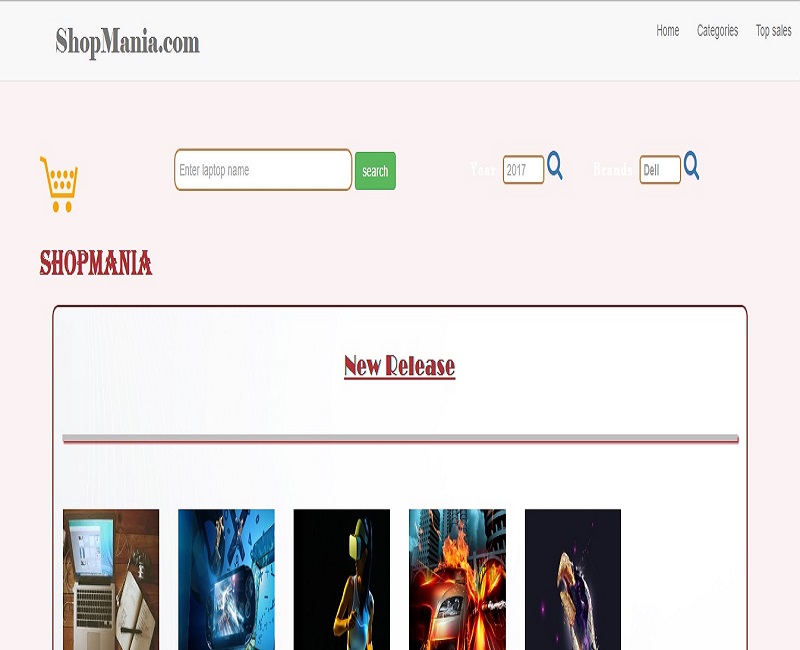 ShopMania.com
Home Categories Top sales
Enter laptop name search Year 2017 Brands Dell
SHOPMANIA
New Release